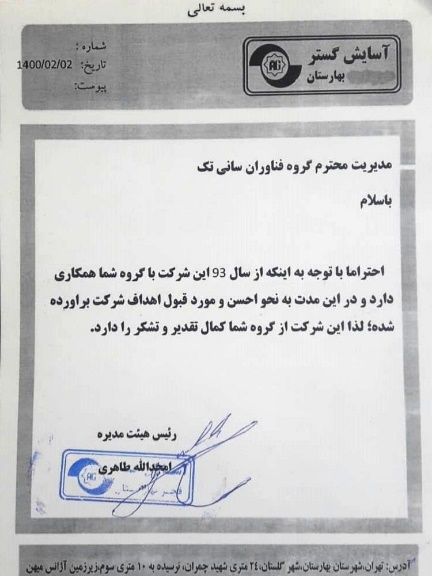 بسمه تعالی
آسایش گستر
بهارستان
AG
شماره :
تاریخ: 1400/02/02
پیوست:
مدیریت محترم گروه فناوران سانی تک
باسلام
احتراما با توجه به اینکه از سال 93 این شرکت با گروه شما همکاری
دارد و در این مدت به نحو احسن و مورد قبول اهداف شرکت براورده
شده؛ لذا این شرکت از گروه شما کمال تقدیر و تشکر را دارد.
رئیس هیئت مدیره
امجدالله طاهری
AG
آدرس: تهران،شهرستان بهارستان،شهر گلستان،۲۴ متری شهید چمران، نرسیده به ۱۰ متری سوم،زیرزمین آژانس میهن